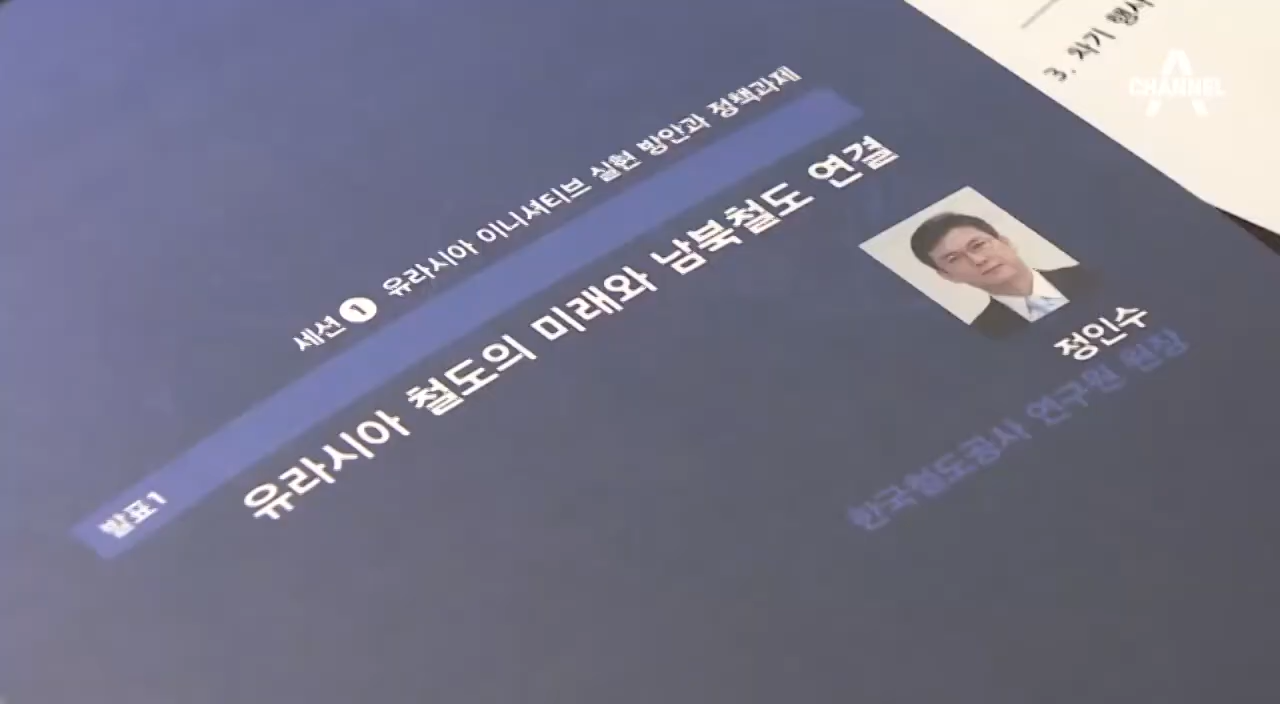 세션 1 유라시아 이니셔티브 실현 방안과 정책과제
발표 1
유라시아 철도의 미래와 남북철도 연결
정인수
한국철도공사 연구원 원장
3. 차기 행사
CHANNEL A